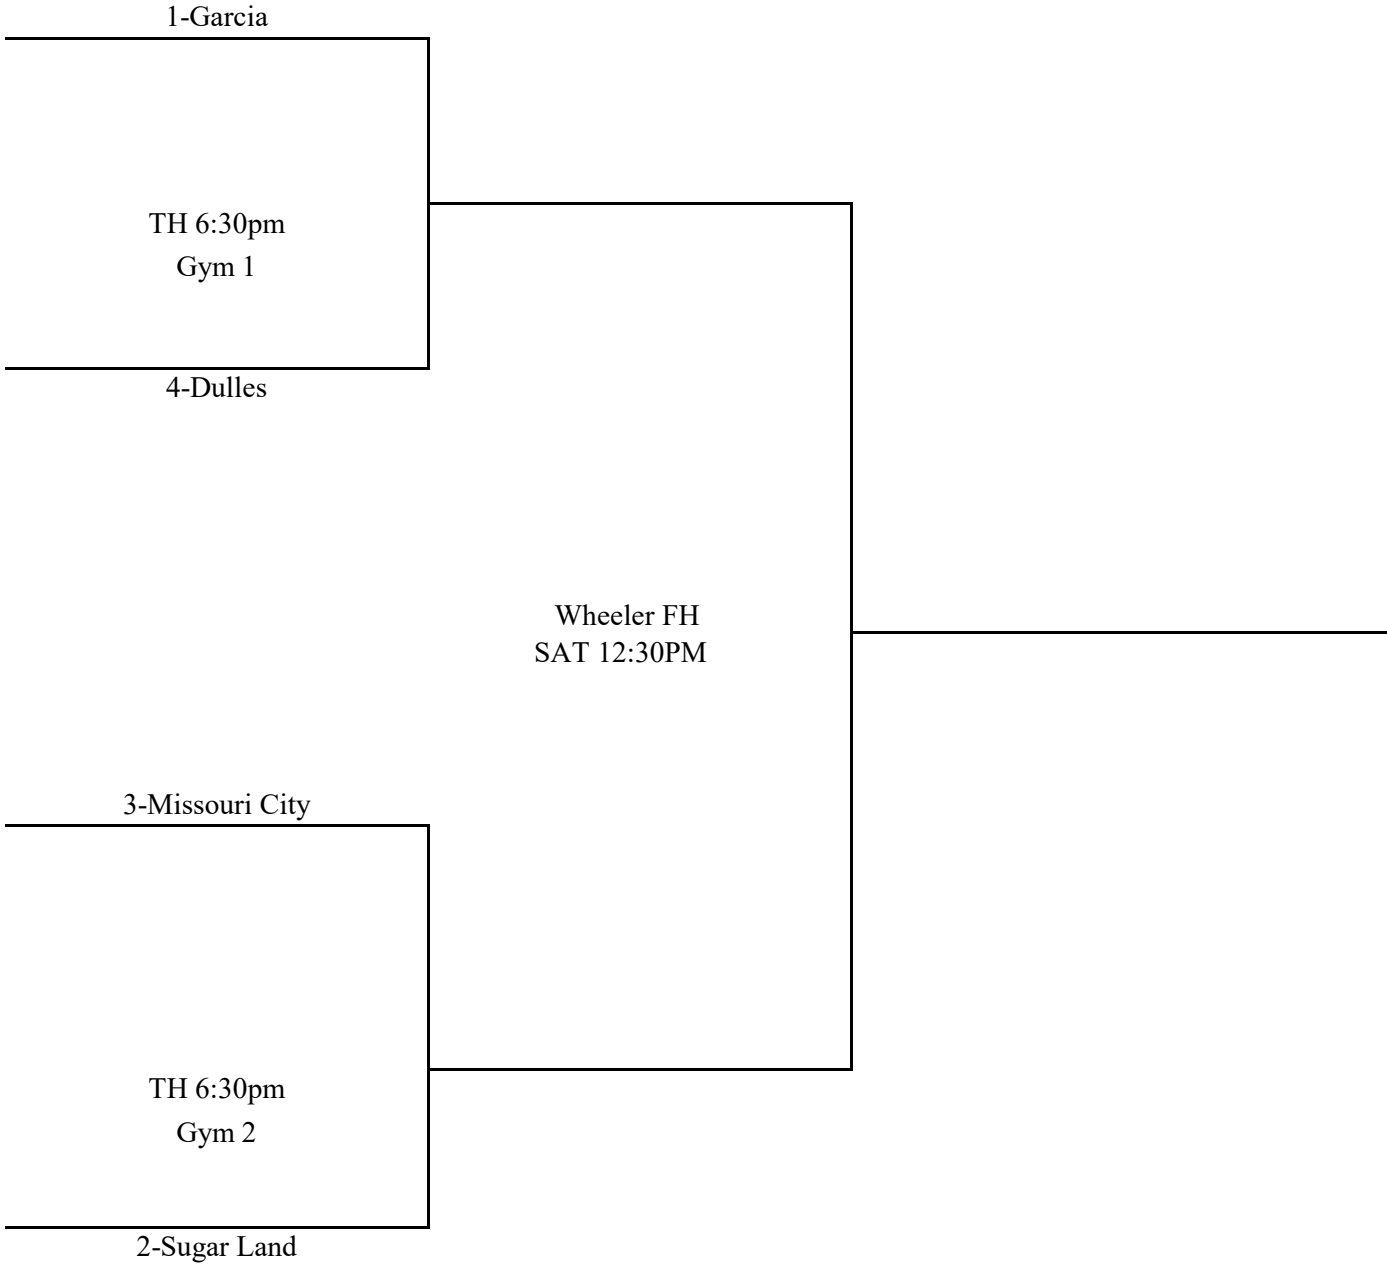 1-Garcia
TH 6:30pm
Gym 1
4-Dulles
Wheeler FH
SAT 12:30PM
3-Missouri City
TH 6:30pm
Gym 2
2-Sugar Land